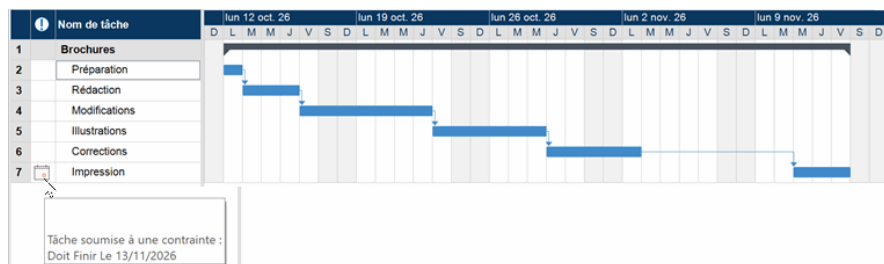 Nom de tâche
lun 12 oct. 26 lun 19 oct. 26 lun 26 oct. 26 lun 2 nov. 26 lun 9 nov. 26
D L M M J V S D L M M J V S D L M M J V S D L M M J V S D L M M J V S D
1 Brochures
2 Préparation
3 Rédaction
4 Modifications
5 Illustrations
6 Corrections
7 Impression
Tâche soumise à une contrainte :
Doit Finir Le 13/11/2026